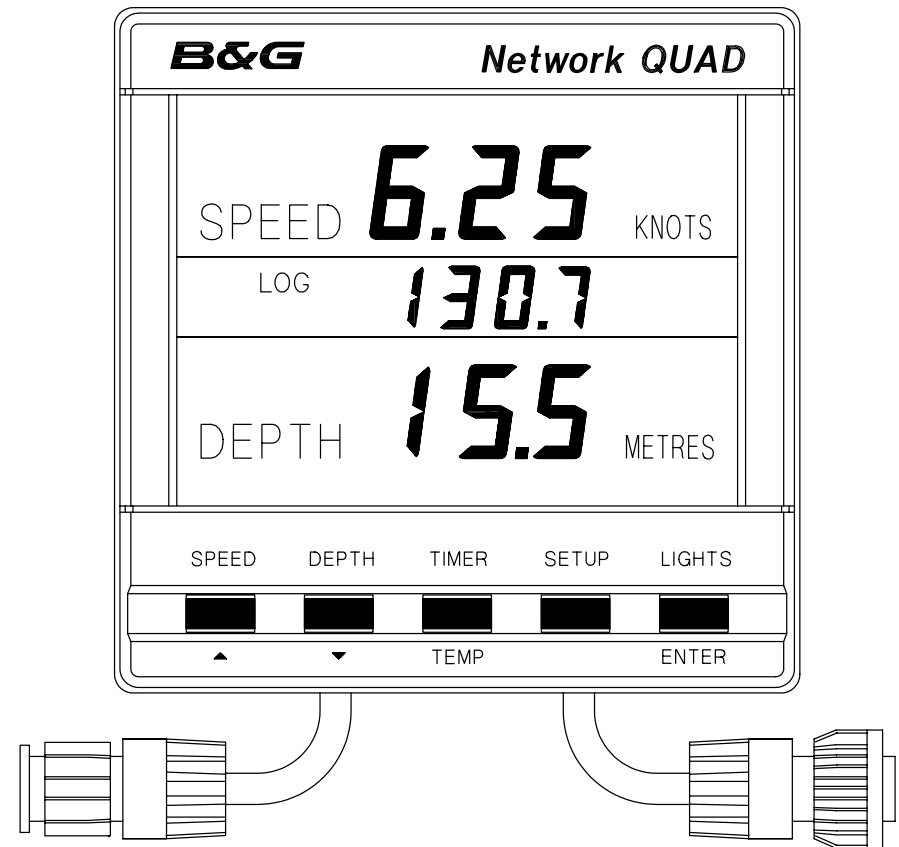 B&G Network QUAD
SPEED 6.25 KNOTS
LOG 130.7
DEPTH 15.5 METRES
SPEED DEPTH TIMER SETUP LIGHTS
TEMP ENTER